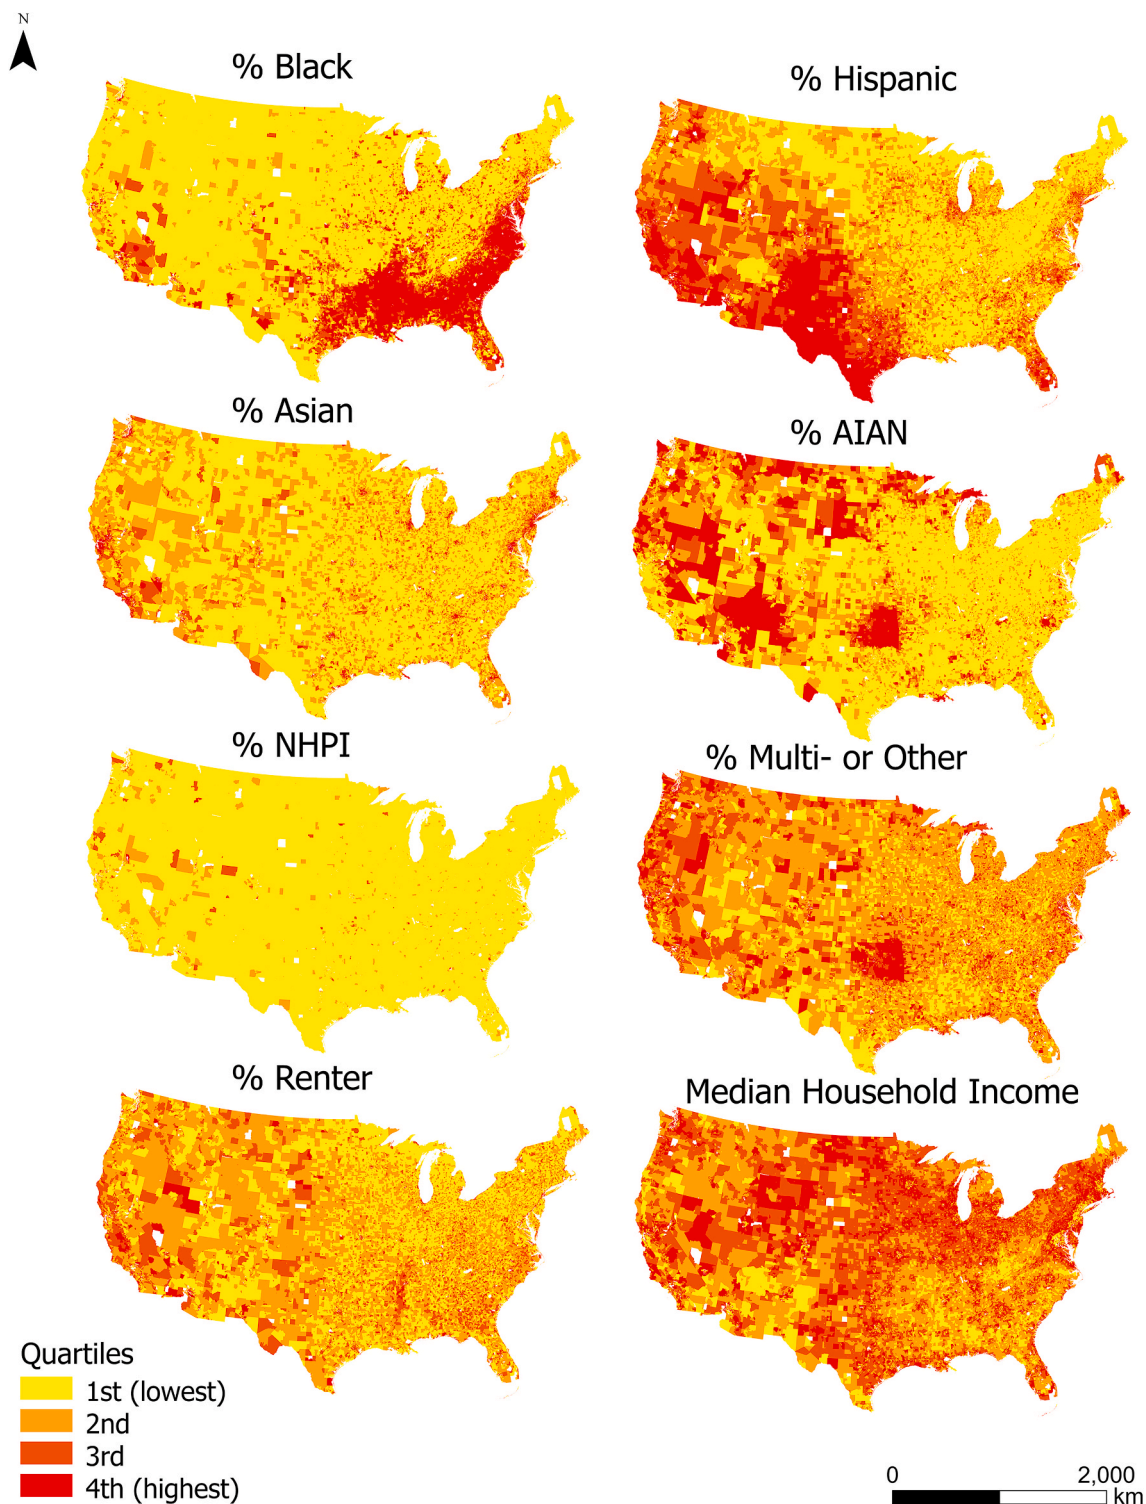 N
% Black
% Hispanic
% Asian
% AIAN
% NHPI
% Multi- or Other
% Renter
Median Household Income
Quartiles
1st (lowest)
2nd
3rd
4th (highest)
0 2,000
km